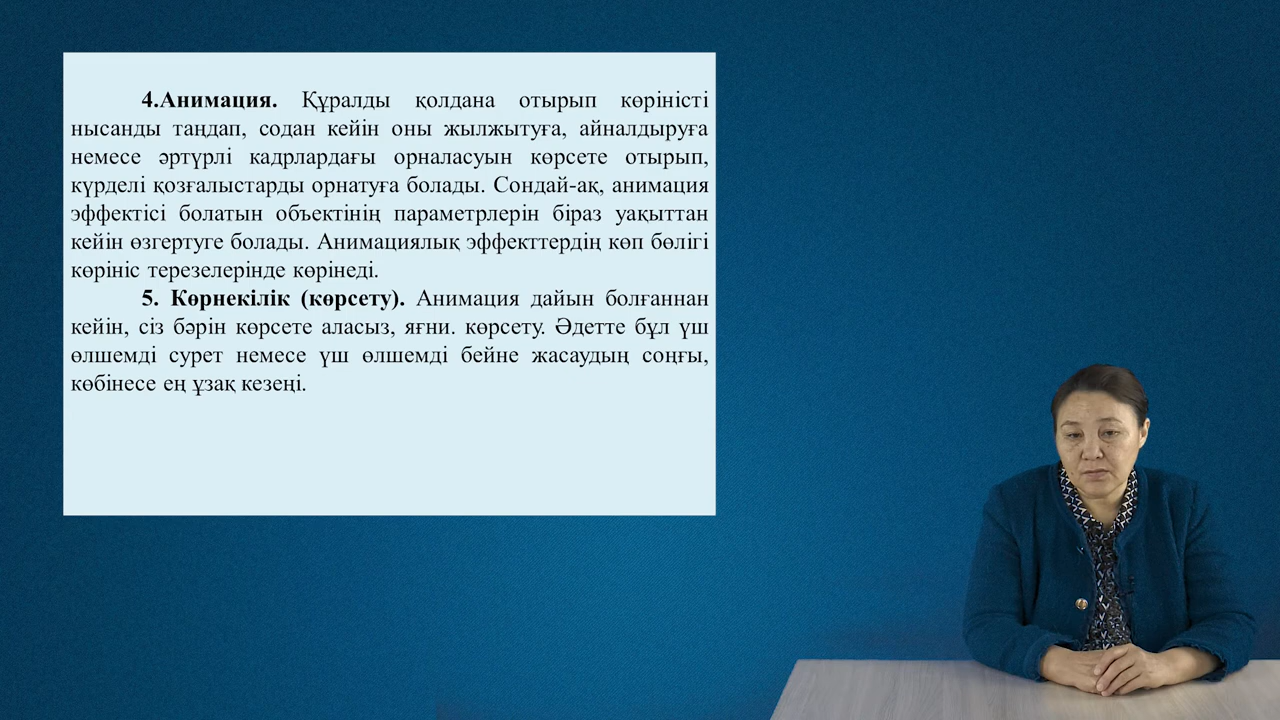 4.Анимация. Құралды қолдана отырып көріністі
нысанды таңдап, содан кейін оны жылжытуға, айналдыруға
немесе әртүрлі кадрлардағы орналасуын көрсете отырып,
күрделі қозғалыстарды орнатуға болады. Сондай-ақ, анимация
эффектісі болатын объектінің параметрлерін біраз уақыттан
кейін өзгертуге болады. Анимациялық эффекттердің көп бөлігі
көрініс терезелерінде көрінеді.
5. Көрнекілік (көрсету). Анимация дайын болғаннан
кейін, сіз бәрін көрсете аласыз, яғни. көрсету. Әдетте бұл үш
өлшемді сурет немесе үш өлшемді бейне жасаудың соңғы,
көбінесе ең ұзақ кезеңі.